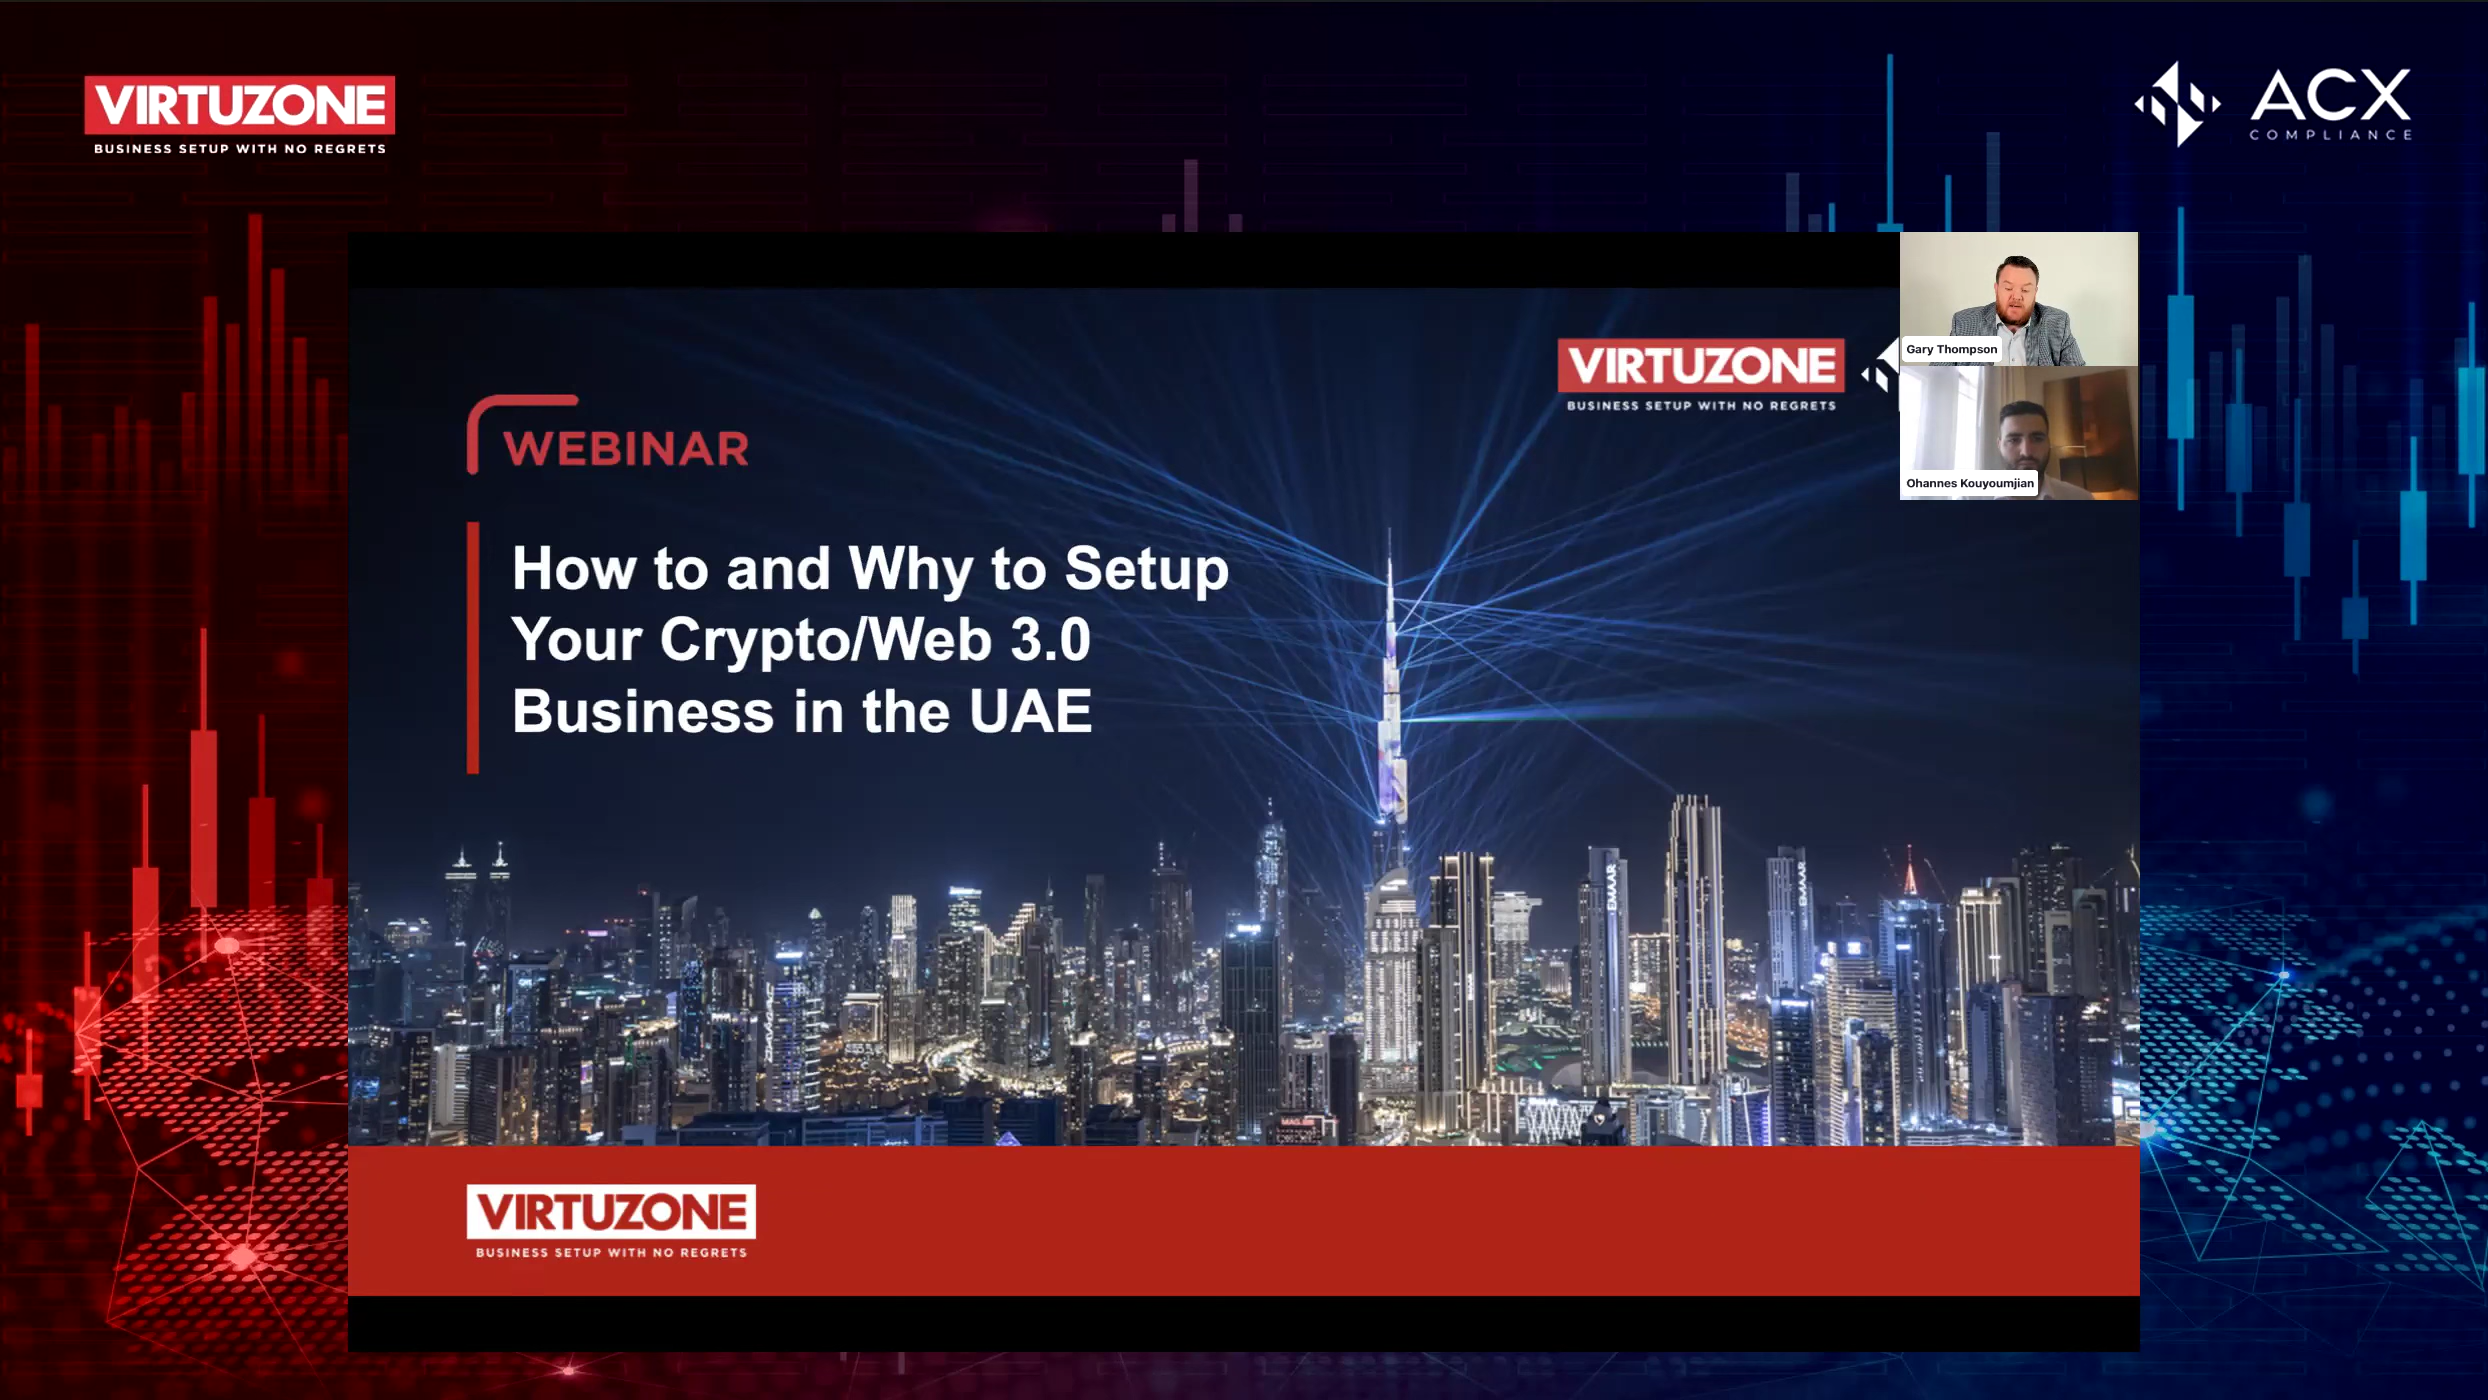 VIRTUZONE
BUSINESS SETUP WITH NO REGRETS
ACX
COMPLIANCE
VIRTUZONE
BUSINESS SETUP WITH NO REGRETS
Gary Thompson
Ohannes Kouyoumjian
WEBINAR
How to and Why to Setup
Your Crypto/Web 3.0
Business in the UAE
EMAAR
EMAAR
VIRTUZONE
BUSINESS SETUP WITH NO REGRETS